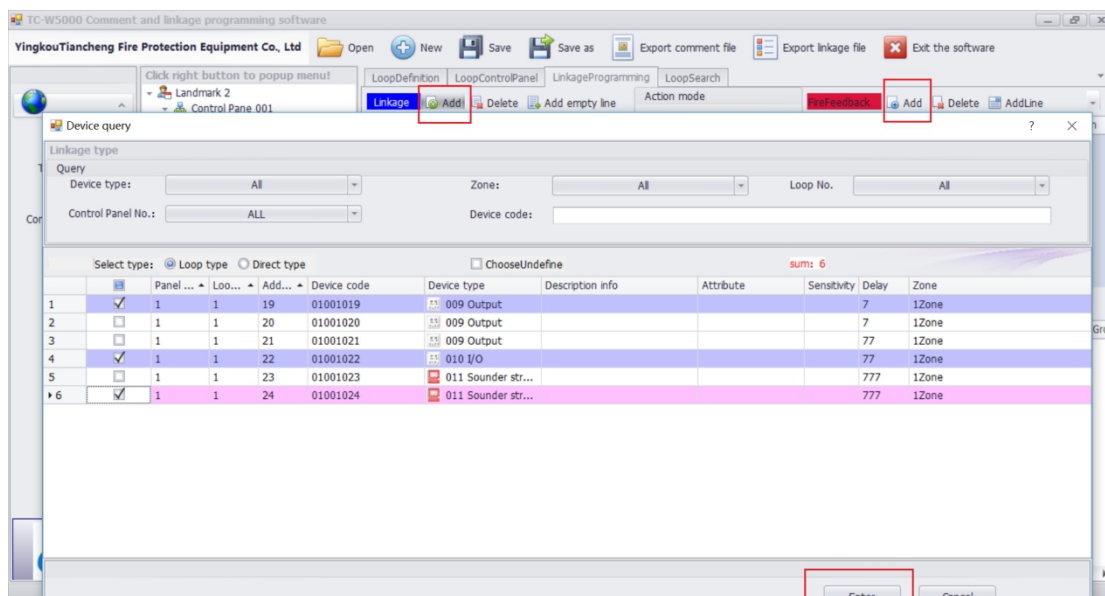 TC-W5000 Comment and linkage programming software
YingkouTiancheng Fire Protection Equipment Co., Ltd Open New Save Save as Export comment file Export linkage file Exit the software
Click right button to popup menu! LoopDefinition LoopControlPanel LinkageProgramming LoopSearch
Landmark 2
Control Pane 001
Linkage Add Delete Add empty line Action mode FireFeedback Add Delete AddLine
Device query
Linkage type
Query
Device type: All Zone: All Loop No. All
Control Panel No.: ALL Device code:
Select type: Loop type Direct type ChooseUndefine sum: 6
Panel ... Loo... Add... Device code Device type Description info Attribute Sensitivity Delay Zone
1 1 1 19 01001019 009 Output 7 1Zone
2 1 1 20 01001020 009 Output 7 1Zone
3 1 1 21 01001021 009 Output 77 1Zone
4 1 1 22 01001022 010 I/O 77 1Zone
5 1 1 23 01001023 011 Sounder str... 777 1Zone
6 1 1 24 01001024 011 Sounder str... 777 1Zone
Enter Cancel